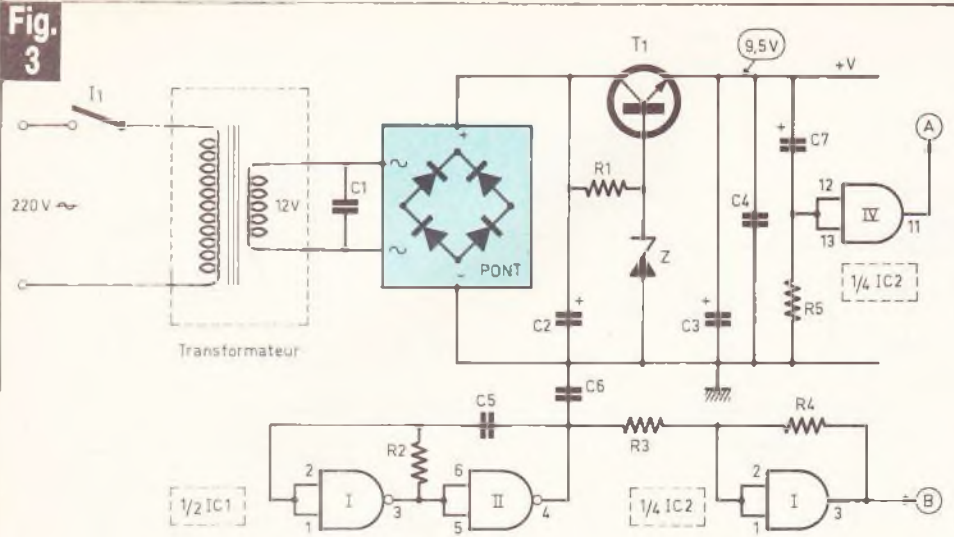 Fig.
3
I1
220 V ~
Transformateur
12V
C1
~
~
+
-
PONT
T1
9,5V
+V
R1
Z
C2
+
C3
+
C4
C7
+
R5
12
13
IV
11
A
1/4 IC2
C6
C5
R2
2
1
I
3
6
5
II
4
1/2 IC1
R3
R4
1/4 IC2
2
1
I
3
B